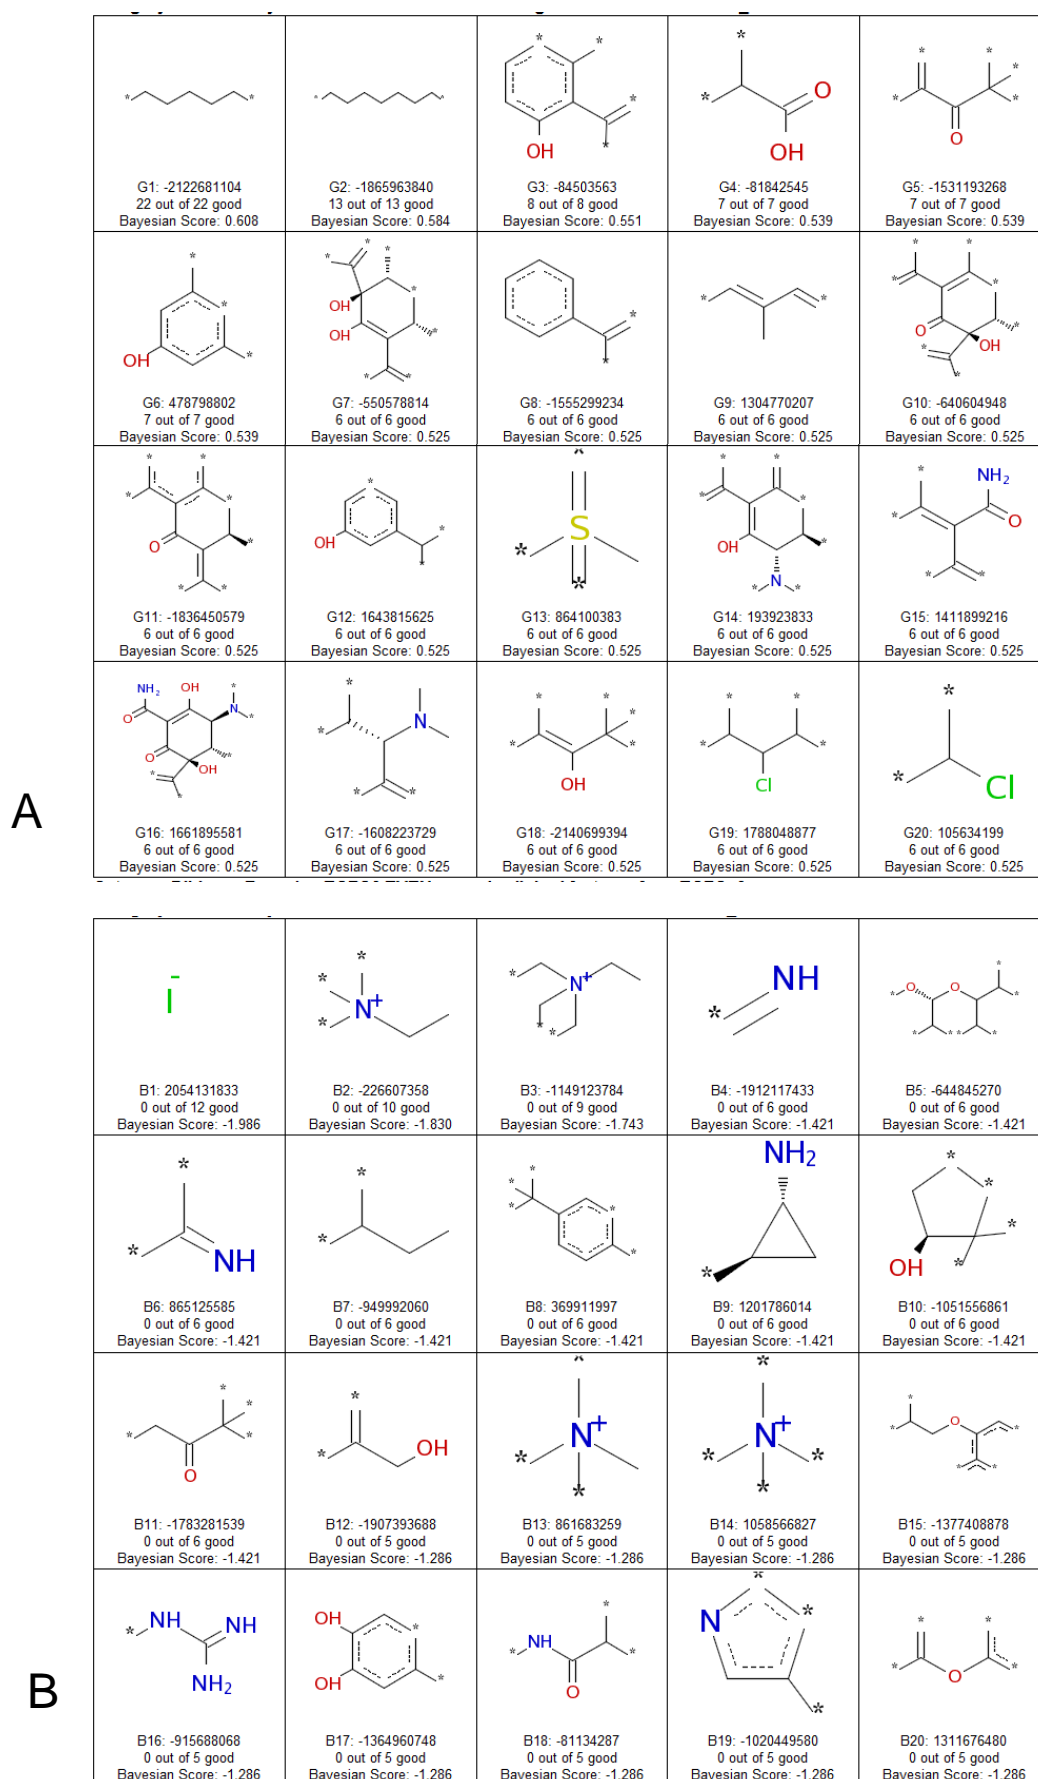 G1: -2122681104
22 out of 22 good
Bayesian Score: 0.608
G2: -1865963840
13 out of 13 good
Bayesian Score: 0.584
OH
G3: -84503563
8 out of 8 good
Bayesian Score: 0.551
O
OH
G4: -81842545
7 out of 7 good
Bayesian Score: 0.539
O
G5: -1531193268
7 out of 7 good
Bayesian Score: 0.539
OH
G6: 478798802
7 out of 7 good
Bayesian Score: 0.539
OH
OH
G7: -550578814
6 out of 6 good
Bayesian Score: 0.525
G8: -1555299234
6 out of 6 good
Bayesian Score: 0.525
G9: 1304770207
6 out of 6 good
Bayesian Score: 0.525
O
OH
G10: -640604948
6 out of 6 good
Bayesian Score: 0.525
O
G11: -1836450579
6 out of 6 good
Bayesian Score: 0.525
OH
G12: 1643815625
6 out of 6 good
Bayesian Score: 0.525
S
G13: 864100383
6 out of 6 good
Bayesian Score: 0.525
OH
N
G14: 193923833
6 out of 6 good
Bayesian Score: 0.525
NH2
O
G15: 1411899216
6 out of 6 good
Bayesian Score: 0.525
A
NH2
OH
O
N
O
OH
G16: 1661895581
6 out of 6 good
Bayesian Score: 0.525
N
G17: -1608223729
6 out of 6 good
Bayesian Score: 0.525
OH
G18: -2140699394
6 out of 6 good
Bayesian Score: 0.525
Cl
G19: 1788048877
6 out of 6 good
Bayesian Score: 0.525
Cl
G20: 105634199
6 out of 6 good
Bayesian Score: 0.525
I-
B1: 2054131833
0 out of 12 good
Bayesian Score: -1.986
N+
B2: -226607358
0 out of 10 good
Bayesian Score: -1.830
N+
B3: -1149123784
0 out of 9 good
Bayesian Score: -1.743
NH
B4: -1912117433
0 out of 6 good
Bayesian Score: -1.421
O
O
B5: -644845270
0 out of 6 good
Bayesian Score: -1.421
NH
B6: 865125585
0 out of 6 good
Bayesian Score: -1.421
B7: -949992060
0 out of 6 good
Bayesian Score: -1.421
B8: 369911997
0 out of 6 good
Bayesian Score: -1.421
NH2
B9: 1201786014
0 out of 6 good
Bayesian Score: -1.421
OH
B10: -1051556861
0 out of 6 good
Bayesian Score: -1.421
O
B11: -1783281539
0 out of 6 good
Bayesian Score: -1.421
OH
B12: -1907393688
0 out of 5 good
Bayesian Score: -1.286
N+
B13: 861683259
0 out of 5 good
Bayesian Score: -1.286
N+
B14: 1058566827
0 out of 5 good
Bayesian Score: -1.286
O
B15: -1377408878
0 out of 5 good
Bayesian Score: -1.286
B
NH
NH
NH2
B16: -915688068
0 out of 5 good
Bayesian Score: -1.286
OH
OH
B17: -1364960748
0 out of 5 good
Bayesian Score: -1.286
NH
O
B18: -81134287
0 out of 5 good
Bayesian Score: -1.286
N
B19: -1020449580
0 out of 5 good
Bayesian Score: -1.286
O
B20: 1311676480
0 out of 5 good
Bayesian Score: -1.286